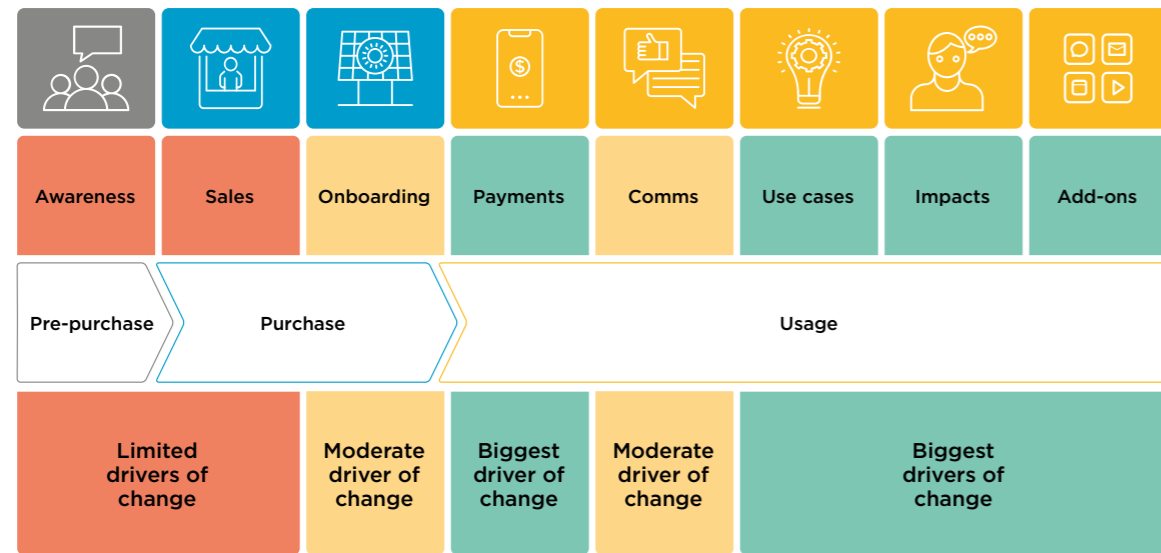 $
Awareness
Sales
Onboarding
Payments
Comms
Use cases
Impacts
Add-ons
Pre-purchase
Purchase
Usage
Limited
drivers of
change
Moderate
driver of
change
Biggest
driver of
change
Moderate
driver of
change
Biggest
drivers of
change